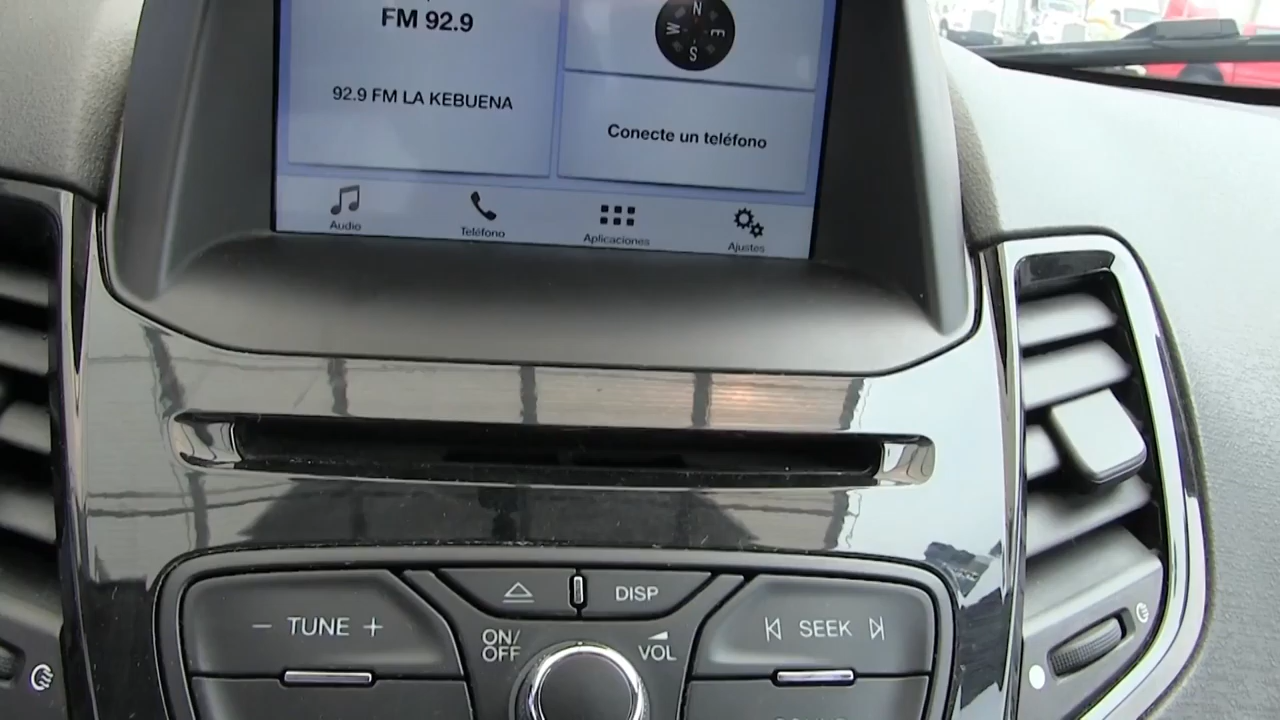 FM 92.9
92.9 FM LA KEBUENA
N
W E
S
Conecte un teléfono
Audio
Teléfono
Aplicaciones
Ajustes
DISP
− TUNE +
ON/
OFF
VOL
SEEK